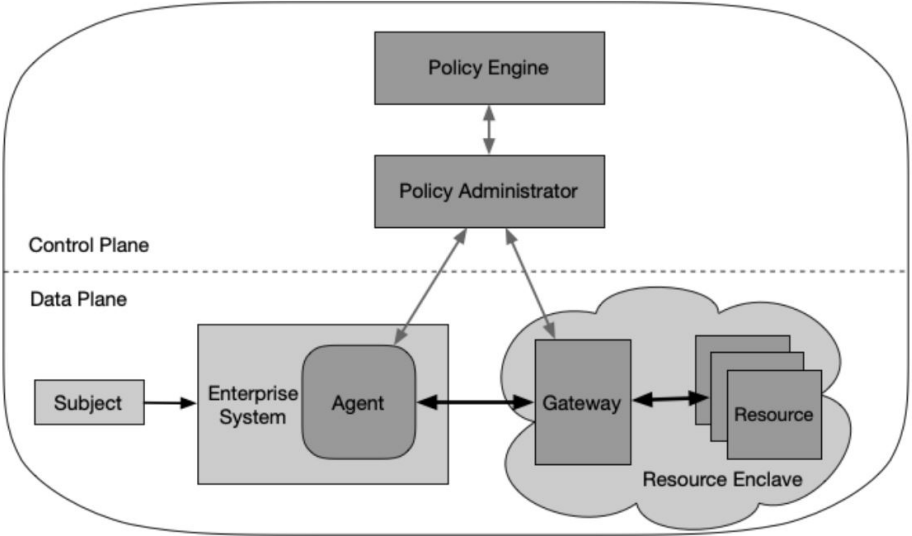 Policy Engine
Policy Administrator
Control Plane
Data Plane
Subject
Enterprise
System
Agent
Gateway
Resource
Resource Enclave